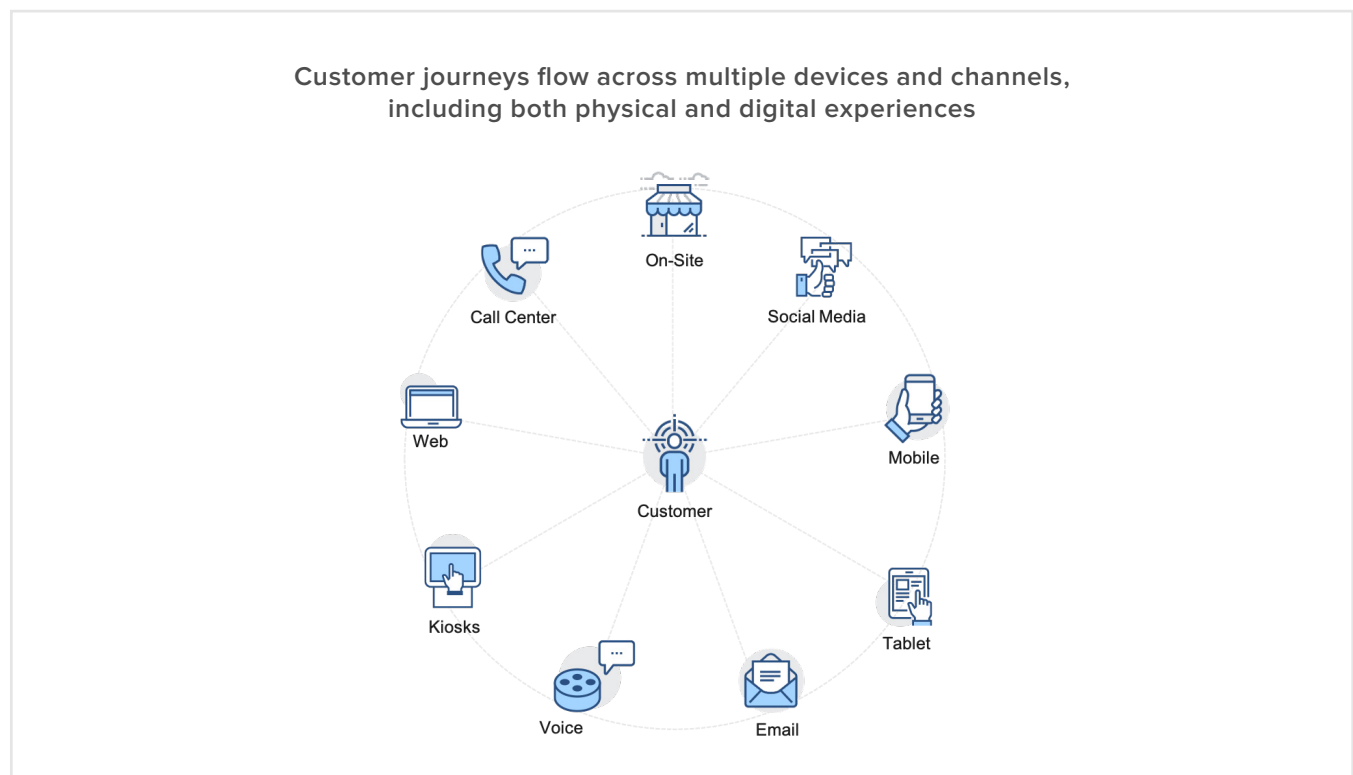 Customer journeys flow across multiple devices and channels,
including both physical and digital experiences
On-Site
Call Center
Social Media
Web
Mobile
Customer
Kiosks
Tablet
Voice
Email